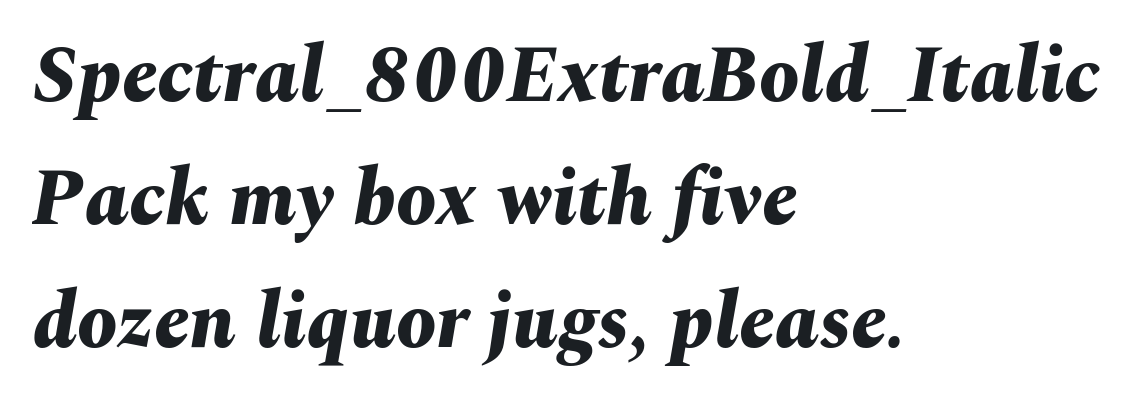 Spectral_800ExtraBold_Italic
Pack my box with five
dozen liquor jugs, please.